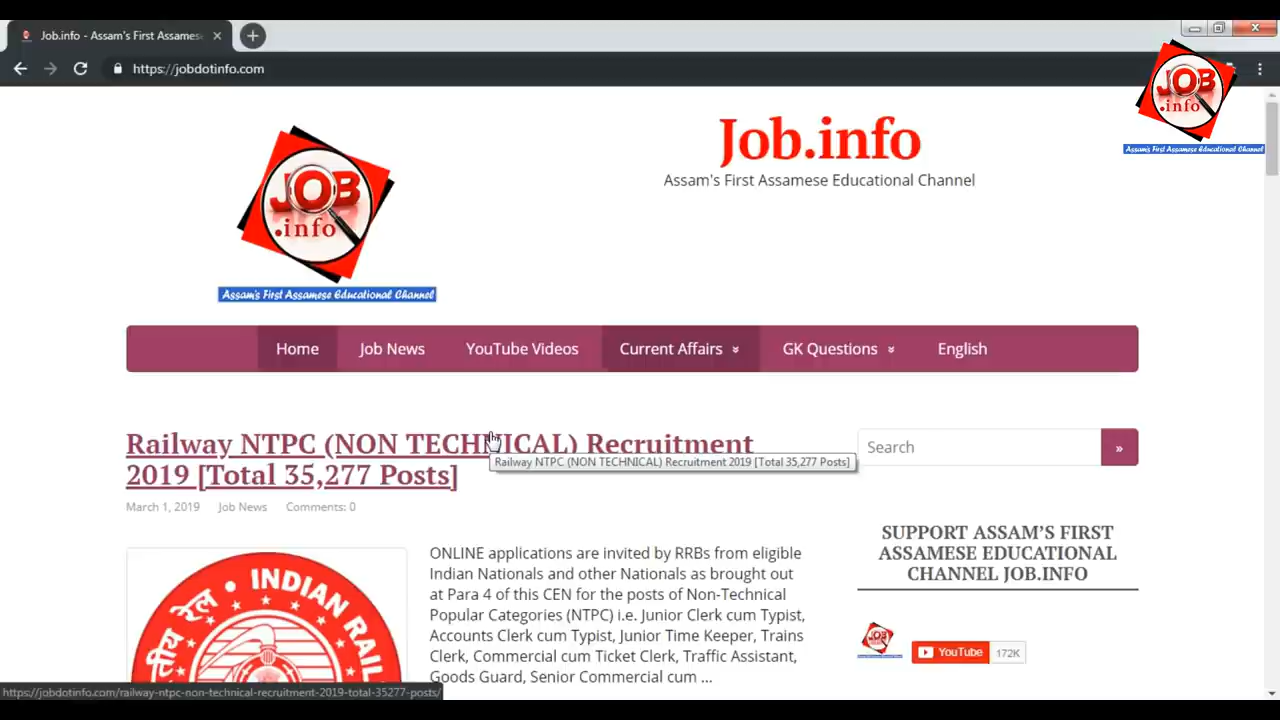 Job.info - Assam's First Assames
https://jobdotinfo.com
JOB
.info
Assam's First Assamese Educational Channel
JOB
.info
Assam's First Assamese Educational Channel
Job.info
Assam's First Assamese Educational Channel
Home Job News YouTube Videos Current Affairs GK Questions English
Railway NTPC (NON TECHNICAL) Recruitment
2019 [Total 35,277 Posts]
Railway NTPC (NON TECHNICAL) Recruitment 2019 [Total 35,277 Posts]
March 1, 2019 Job News Comments: 0
भारतीय रेल • INDIAN RAIL
ONLINE applications are invited by RRBs from eligible
Indian Nationals and other Nationals as brought out
at Para 4 of this CEN for the posts of Non-Technical
Popular Categories (NTPC) i.e. Junior Clerk cum Typist,
Accounts Clerk cum Typist, Junior Time Keeper, Trains
Clerk, Commercial cum Ticket Clerk, Traffic Assistant,
Goods Guard, Senior Commercial cum ...
Search »
SUPPORT ASSAM'S FIRST
ASSAMESE EDUCATIONAL
CHANNEL JOB.INFO
JOB
.info
YouTube 172K
https://jobdotinfo.com/railway-ntpc-non-technical-recruitment-2019-total-35277-posts/